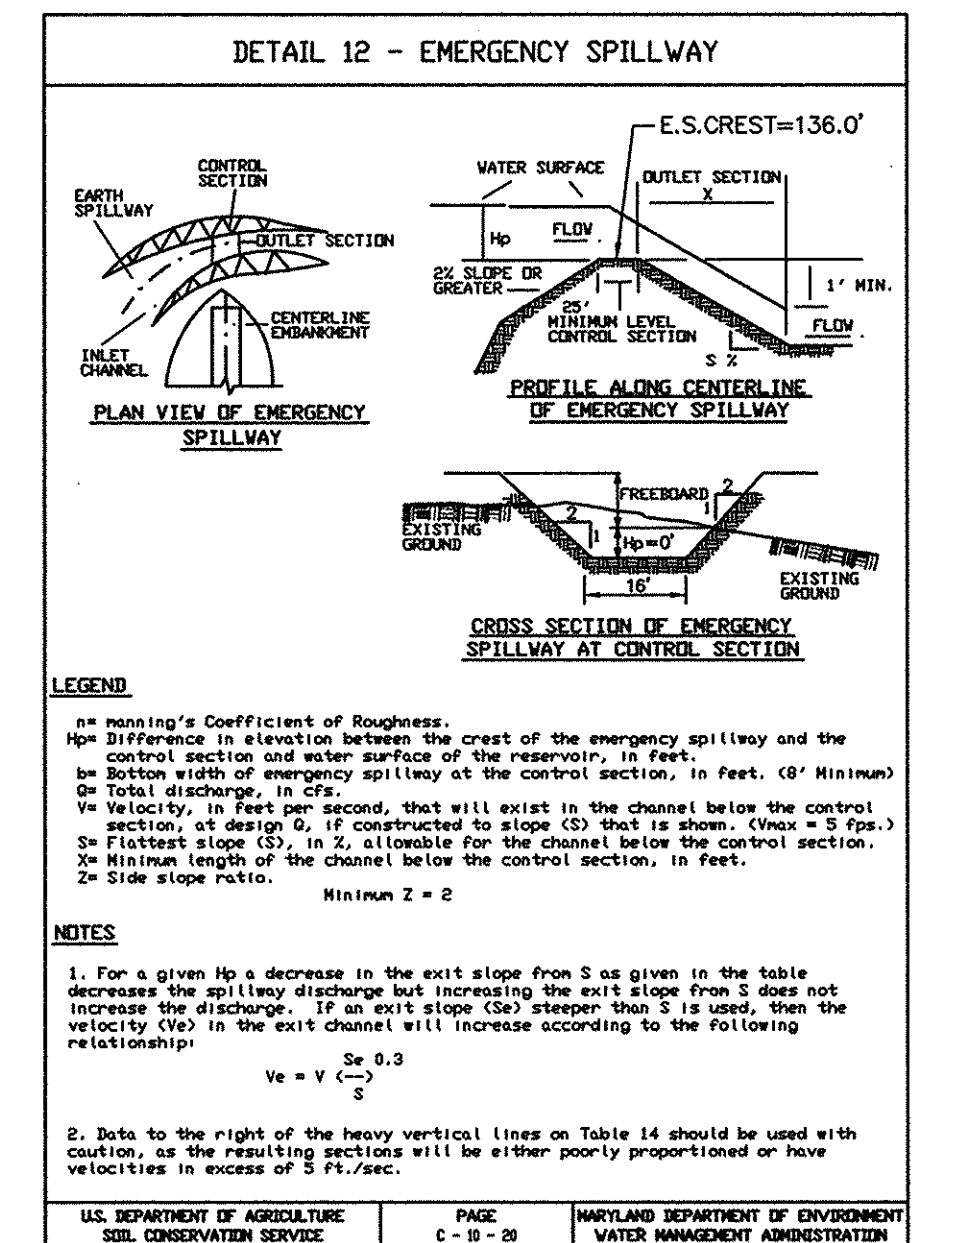 DETAIL 12 - EMERGENCY SPILLWAY
E.S.CREST=136.0'
CONTROL
SECTION
EARTH
SPILLWAY
OUTLET SECTION
CENTERLINE
EMBANKMENT
INLET
CHANNEL
PLAN VIEW OF EMERGENCY
SPILLWAY
WATER SURFACE
OUTLET SECTION
X
Hp
FLOW
2% SLOPE OR
GREATER
1' MIN.
25'
MINIMUM LEVEL
CONTROL SECTION
FLOW
S %
PROFILE ALONG CENTERLINE
OF EMERGENCY SPILLWAY
FREEBOARD
2
1
2
1
Hp=0'
EXISTING
GROUND
16'
EXISTING
GROUND
CROSS SECTION OF EMERGENCY
SPILLWAY AT CONTROL SECTION
LEGEND
n= manning's Coefficient of Roughness.
Hp= Difference in elevation between the crest of the emergency spillway and the
control section and water surface of the reservoir, in feet.
b= Bottom width of emergency spillway at the control section, in feet. (8' Minimum)
Q= Total discharge, in cfs.
V= Velocity, in feet per second, that will exist in the channel below the control
section, at design Q, if constructed to slope (S) that is shown. (Vmax = 5 fps.)
S= Flattest slope (S), in %, allowable for the channel below the control section.
X= Minimum length of the channel below the control section, in feet.
Z= Side slope ratio.
Minimum Z = 2
NOTES
1. For a given Hp a decrease in the exit slope from S as given in the table
decreases the spillway discharge but increasing the exit slope from S does not
increase the discharge. If an exit slope (Se) steeper than S is used, then the
velocity (Ve) in the exit channel will increase according to the following
relationship:
Se 0.3
Ve = V (--)
S
2. Data to the right of the heavy vertical lines on Table 14 should be used with
caution, as the resulting sections will be either poorly proportioned or have
velocities in excess of 5 ft./sec.
U.S. DEPARTMENT OF AGRICULTURE
SOIL CONSERVATION SERVICE
PAGE
C - 10 - 20
MARYLAND DEPARTMENT OF ENVIRONMENT
WATER MANAGEMENT ADMINISTRATION